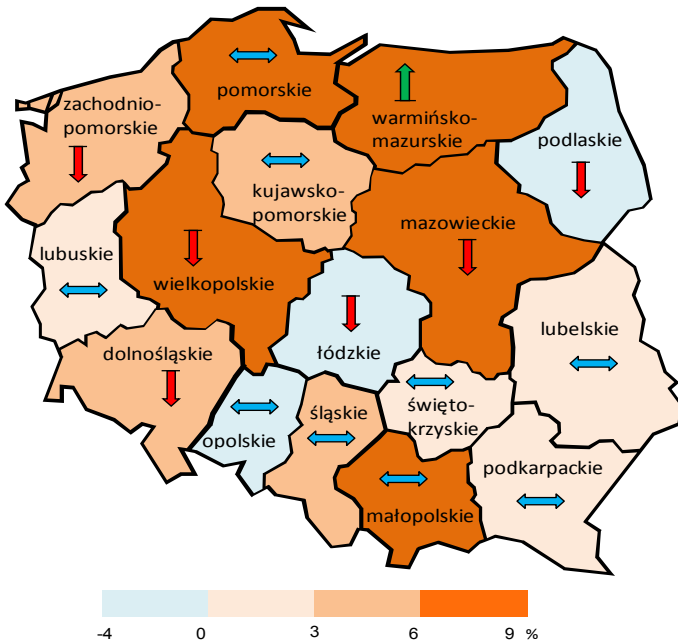 zachodnio-
pomorskie
pomorskie
warmińsko-
mazurskie
podlaskie
kujawsko-
pomorskie
mazowieckie
lubuskie
wielkopolskie
lubelskie
dolnośląskie
łódzkie
opolskie
śląskie
święto-
krzyskie
podkarpackie
małopolskie
-4 0 3 6 9 %